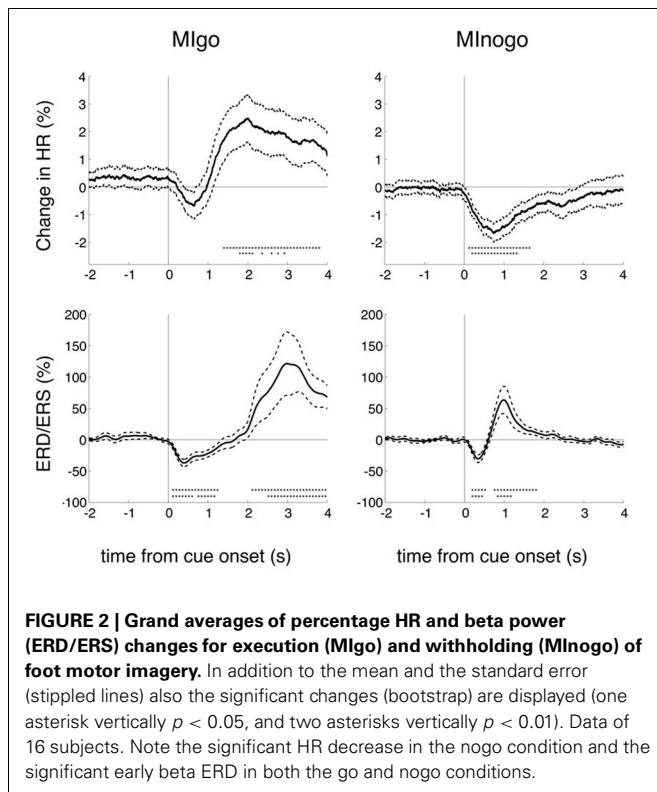 MIgo
MInogo
Change in HR (%)
4
3
2
1
0
-1
-2
-2 -1 0 1 2 3 4
4
3
2
1
0
-1
-2
-2 -1 0 1 2 3 4
ERD/ERS (%)
200
150
100
50
0
-50
-100
-2 -1 0 1 2 3 4
time from cue onset (s)
200
150
100
50
0
-50
-100
-2 -1 0 1 2 3 4
time from cue onset (s)
FIGURE 2 | Grand averages of percentage HR and beta power
(ERD/ERS) changes for execution (MIgo) and withholding (MInogo) of
foot motor imagery. In addition to the mean and the standard error
(stippled lines) also the significant changes (bootstrap) are displayed (one
asterisk vertically p < 0.05, and two asterisks vertically p < 0.01). Data of
16 subjects. Note the significant HR decrease in the nogo condition and the
significant early beta ERD in both the go and nogo conditions.